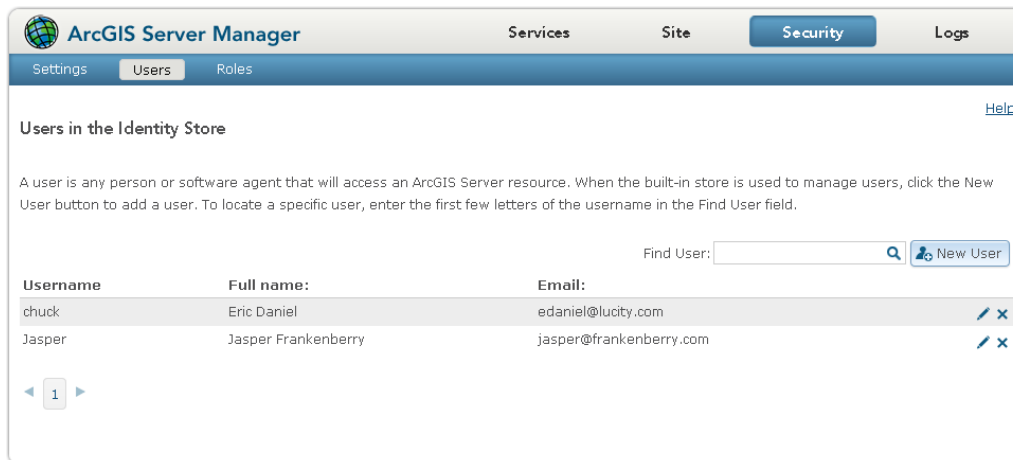 ArcGIS Server Manager Services Site Security Logs
Settings Users Roles
Help
Users in the Identity Store
A user is any person or software agent that will access an ArcGIS Server resource. When the built-in store is used to manage users, click the New
User button to add a user. To locate a specific user, enter the first few letters of the username in the Find User field.
Find User: New User
Username Full name: Email:
chuck Eric Daniel edaniel@lucity.com
Jasper Jasper Frankenberry jasper@frankenberry.com
1